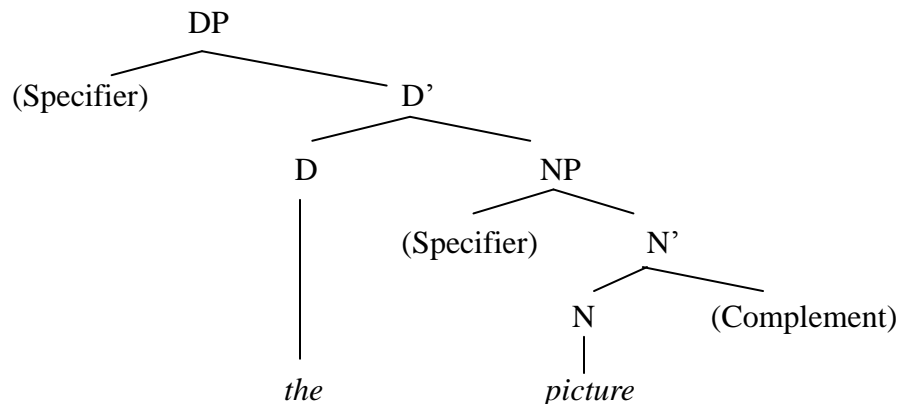 DP
(Specifier) D’
D NP
(Specifier) N’
N (Complement)
the picture